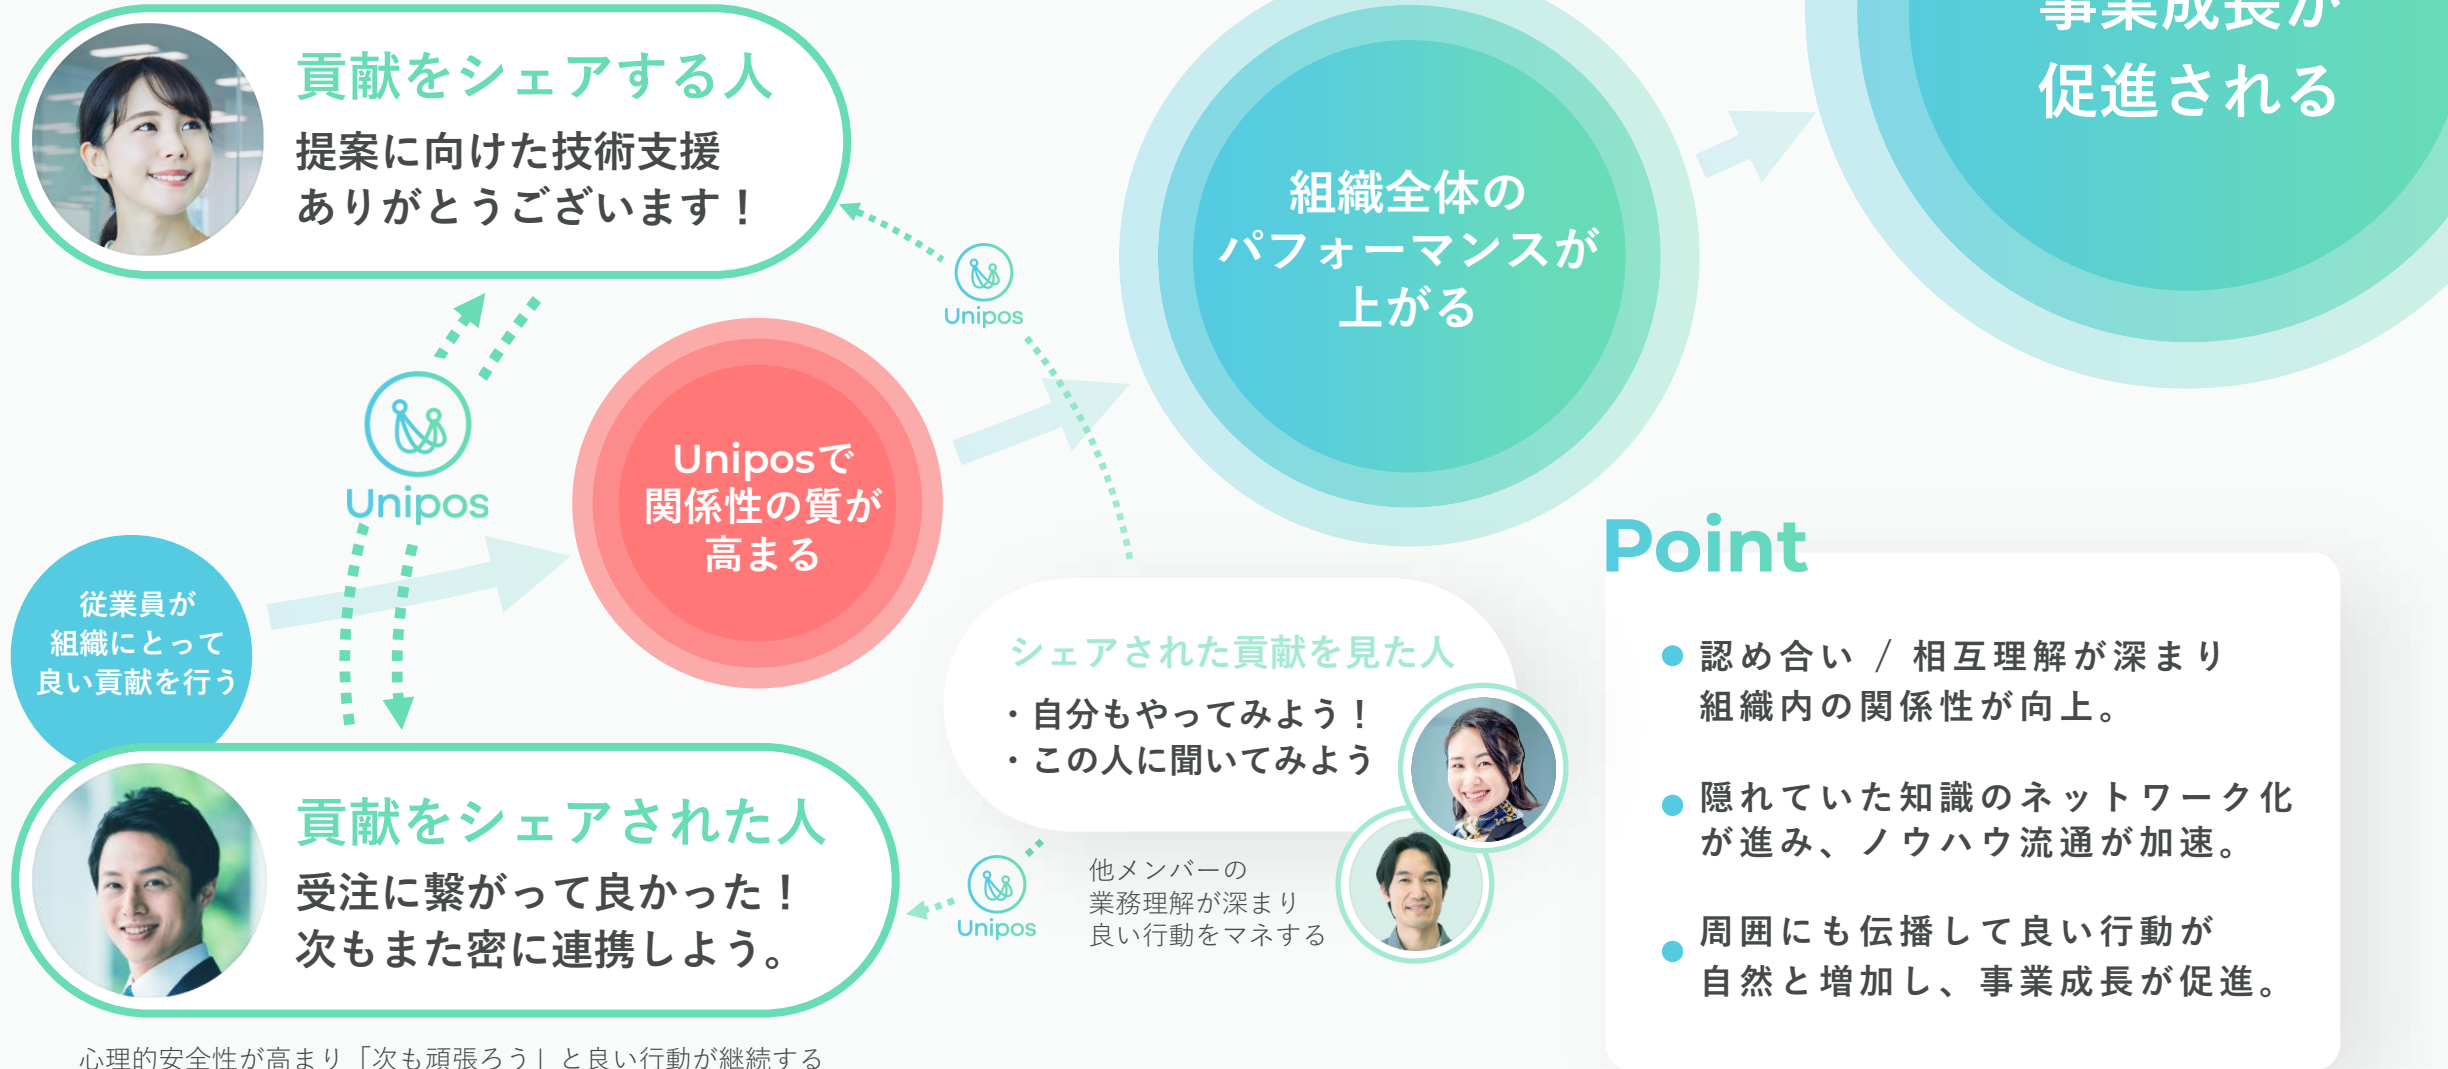 貢献をシェアする人
提案に向けた技術支援
ありがとうございます！
Unipos
Unipos
従業員が
組織にとって
良い貢献を行う
Uniposで
関係性の質が
高まる
組織全体の
パフォーマンスが
上がる
事業成長が
促進される
貢献をシェアされた人
受注に繋がって良かった！
次もまた密に連携しよう。
心理的安全性が高まり「次も頑張ろう」と良い行動が継続する
シェアされた貢献を見た人
・自分もやってみよう！
・この人に聞いてみよう
Unipos
他メンバーの
業務理解が深まり
良い行動をマネする
Point
認め合い / 相互理解が深まり
組織内の関係性が向上。
隠れていた知識のネットワーク化
が進み、ノウハウ流通が加速。
周囲にも伝播して良い行動が
自然と増加し、事業成長が促進。